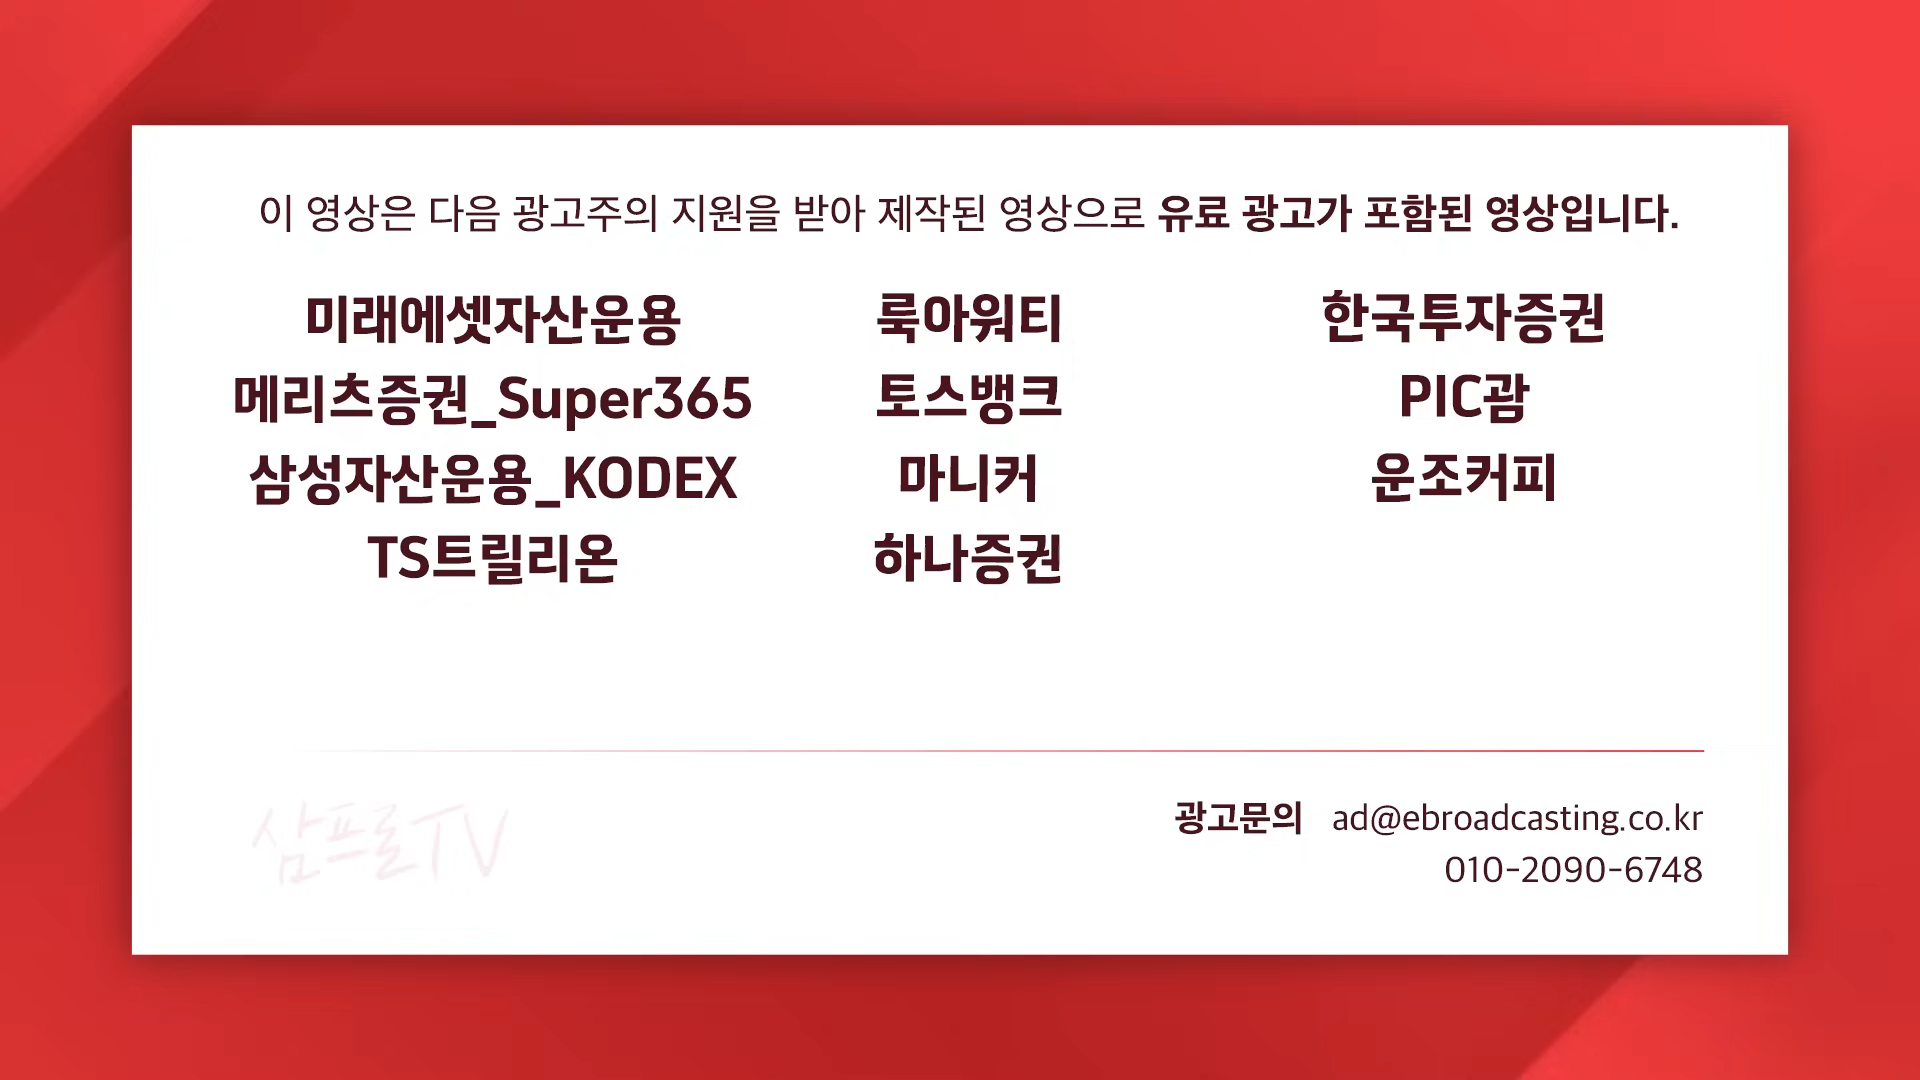 이 영상은 다음 광고주의 지원을 받아 제작된 영상으로 유료 광고가 포함된 영상입니다.
미래에셋자산운용 룩아워티 한국투자증권
메리츠증권_Super365 토스뱅크 PIC괌
삼성자산운용_KODEX 마니커 운조커피
TS트릴리온 하나증권
광고문의 ad@ebroadcasting.co.kr
삼프로TV
010-2090-6748